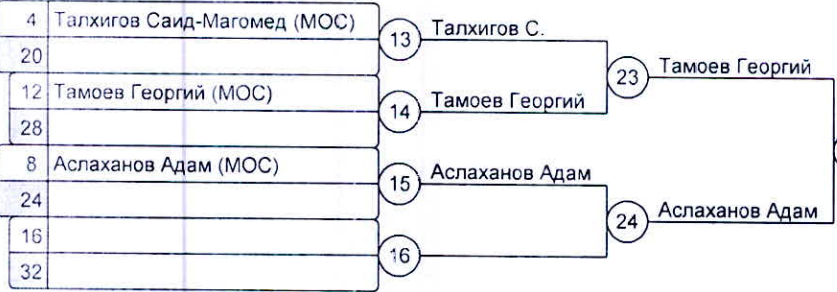 4 Талхигов Саид-Магомед (МОС)
20
13 Талхигов С.
12 Тамоев Георгий (МОС)
28
14 Тамоев Георгий
23 Тамоев Георгий
8 Аслаханов Адам (МОС)
24
15 Аслаханов Адам
16
32
16
24 Аслаханов Адам